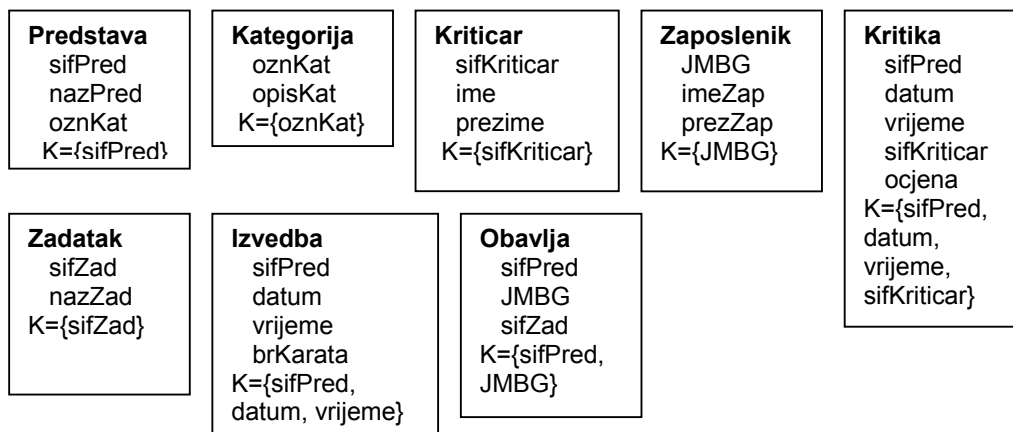 Predstava
sifPred
nazPred
oznKat
K={sifPred}
Kategorija
oznKat
opisKat
K={oznKat}
Kriticar
sifKriticar
ime
prezime
K={sifKriticar}
Zaposlenik
JMBG
imeZap
prezZap
K={JMBG}
Kritika
sifPred
datum
vrijeme
sifKriticar
ocjena
K={sifPred,
datum,
vrijeme,
sifKriticar}
Zadatak
sifZad
nazZad
K={sifZad}
Izvedba
sifPred
datum
vrijeme
brKarata
K={sifPred,
datum, vrijeme}
Obavlja
sifPred
JMBG
sifZad
K={sifPred,
JMBG}